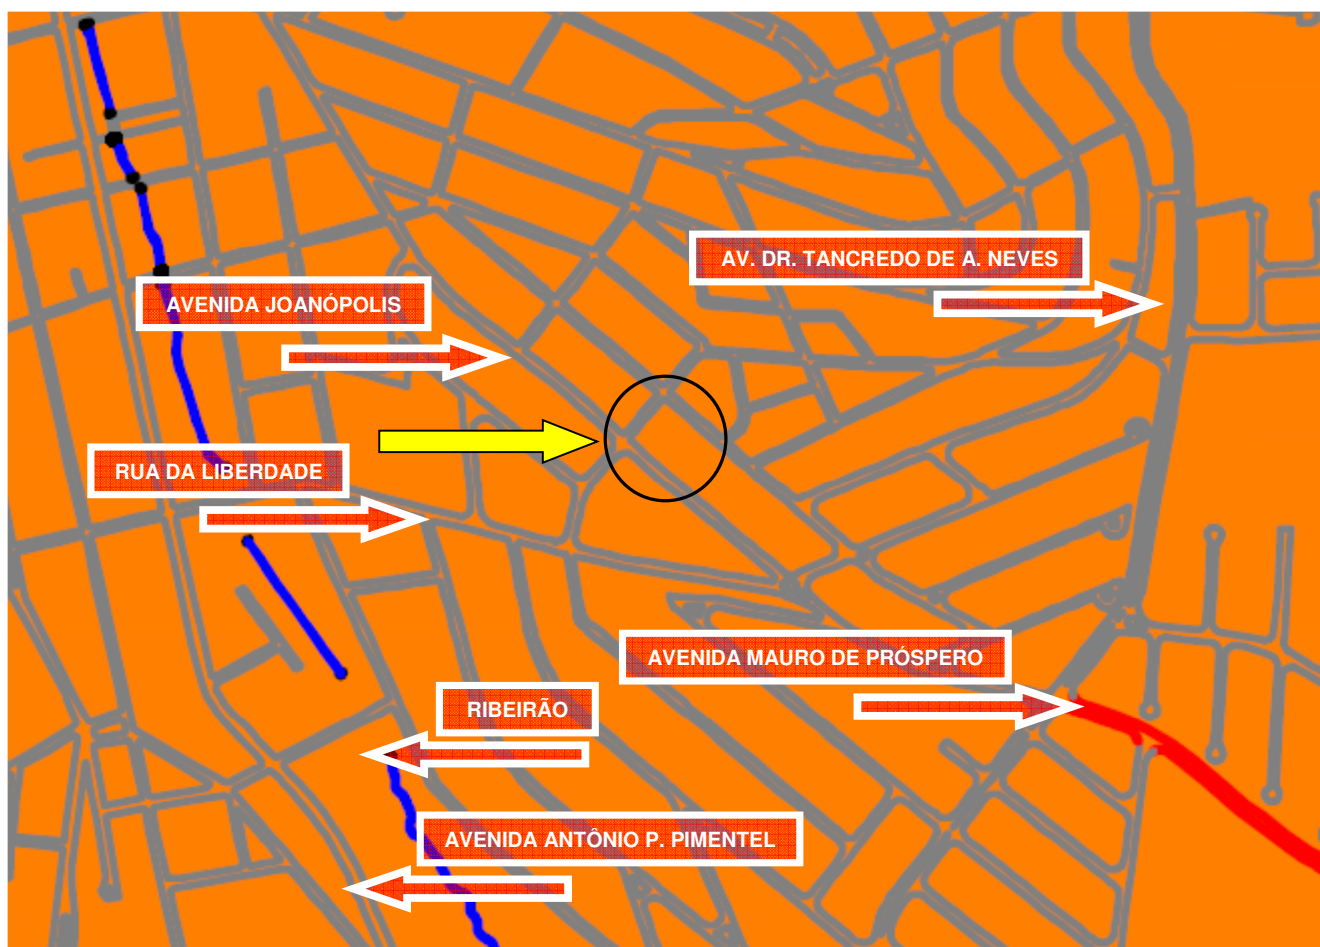 AV. DR. TANCREDO DE A. NEVES
AVENIDA JOANÓPOLIS
RUA DA LIBERDADE
AVENIDA MAURO DE PRÓSPERO
RIBEIRÃO
AVENIDA ANTÔNIO P. PIMENTEL